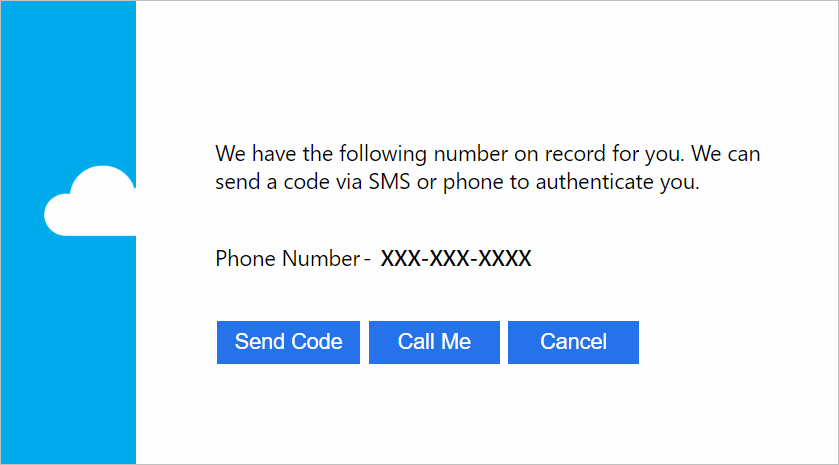 We have the following number on record for you. We can
send a code via SMS or phone to authenticate you.
Phone Number - XXX-XXX-XXXX
Send Code Call Me Cancel